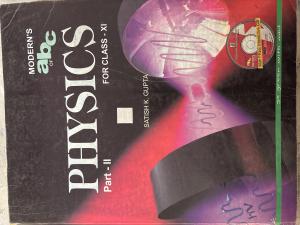 MODERN'S
abc
OF
PHYSICS
Part - II
FOR CLASS - XI
SATISH K. GUPTA